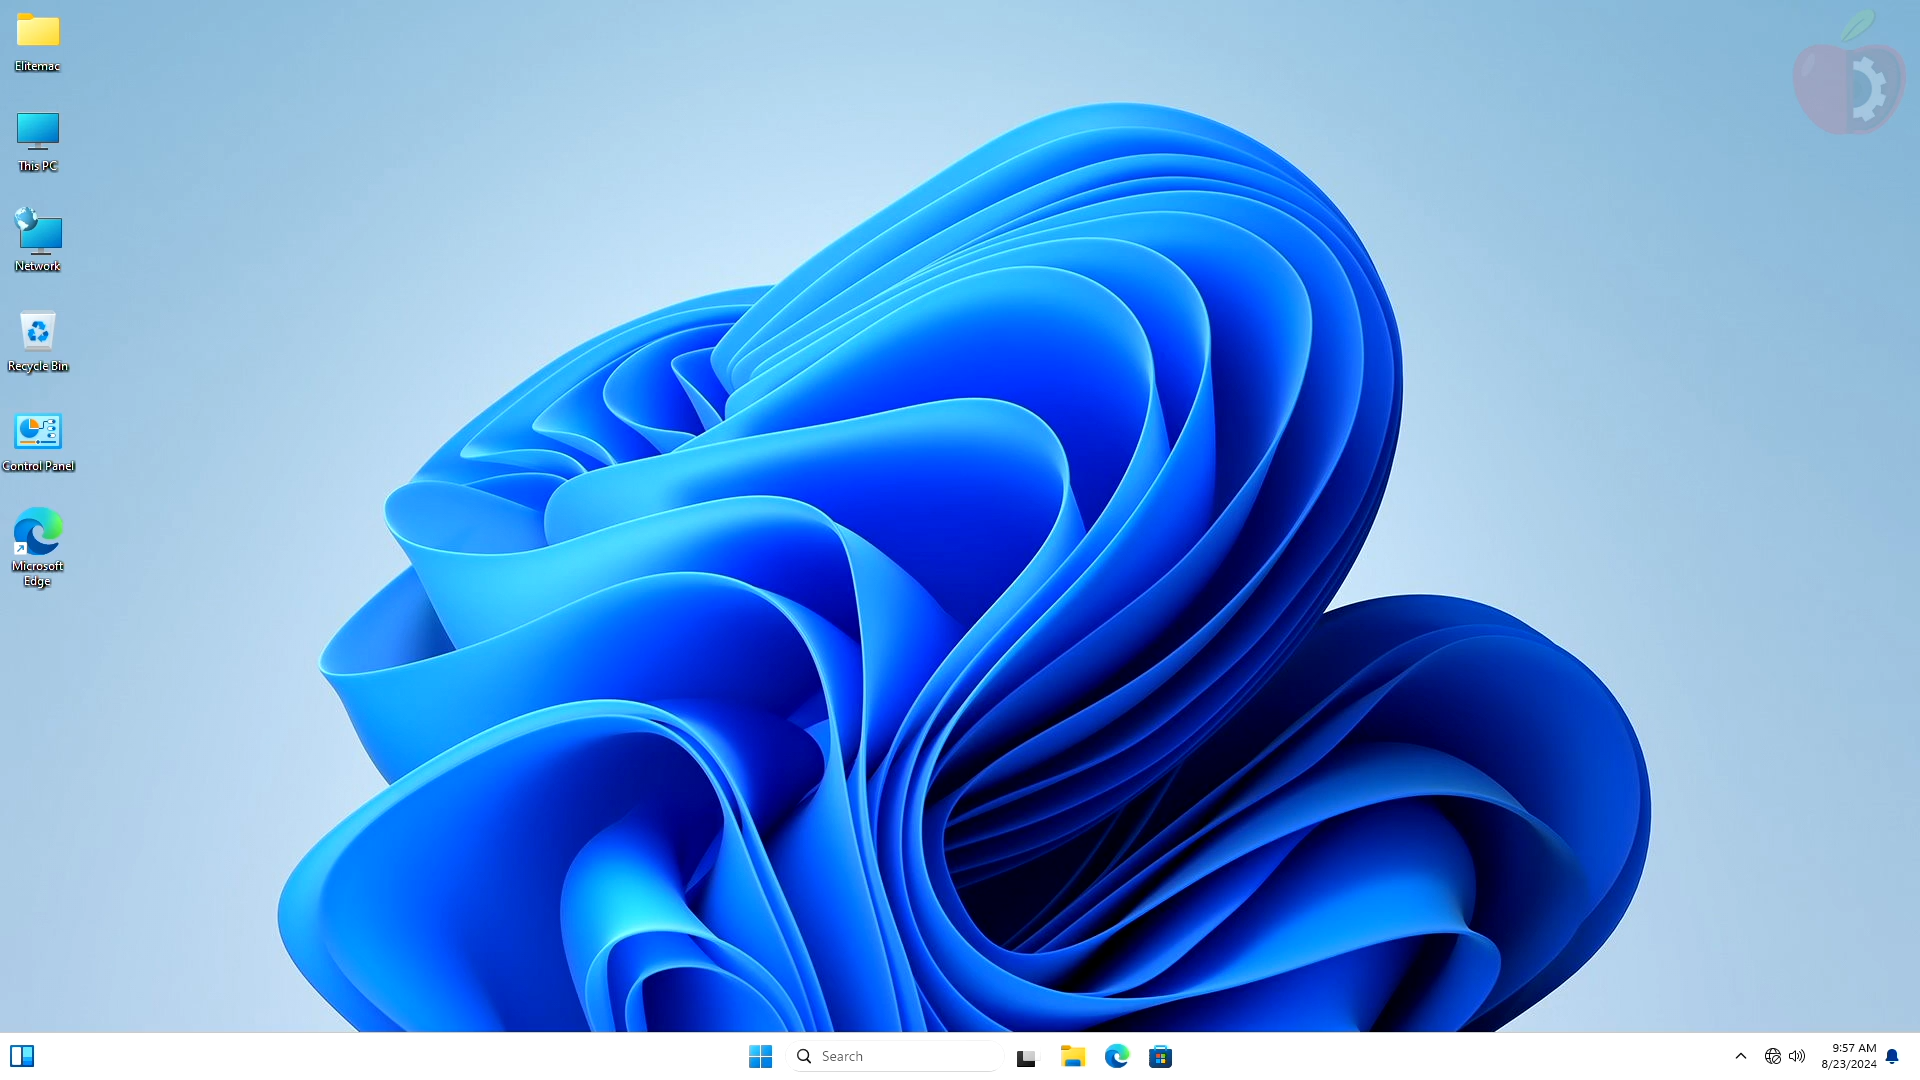 Elitemac
This PC
Network
Recycle Bin
Control Panel
Microsoft
Edge
Search
9:57 AM
8/23/2024